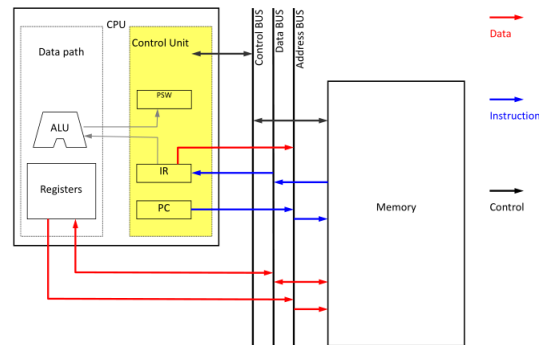 CPU
Data path
Control Unit
PSW
ALU
IR
Registers
PC
Control BUS
Data BUS
Address BUS
Memory
Data
Instruction
Control